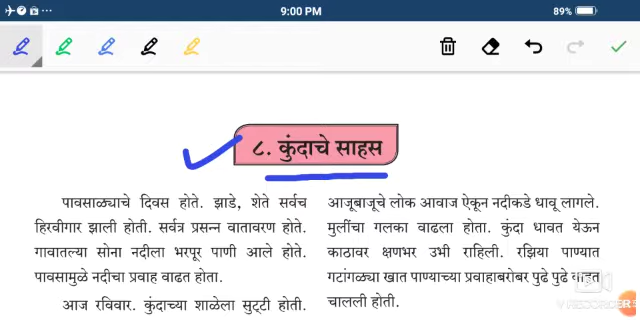 9:00 PM
89%
८. कुंदाचे साहस
पावसाळ्याचे दिवस होते. झाडे, शेते सर्वच
हिरवीगार झाली होती. सर्वत्र प्रसन्न वातावरण होते.
गावातल्या सोना नदीला भरपूर पाणी आले होते.
पावसामुळे नदीचा प्रवाह वाढत होता.
आज रविवार. कुंदाच्या शाळेला सुट्टी होती.
आजूबाजूचे लोक आवाज ऐकून नदीकडे धावू लागले.
मुलींचा गलका वाढला होता. कुंदा धावत येऊन
काठावर क्षणभर उभी राहिली. रझिया पाण्यात
गटांगळ्या खात पाण्याच्या प्रवाहाबरोबर पुढे पुढे वाहत
चालली होती.
RECORDER